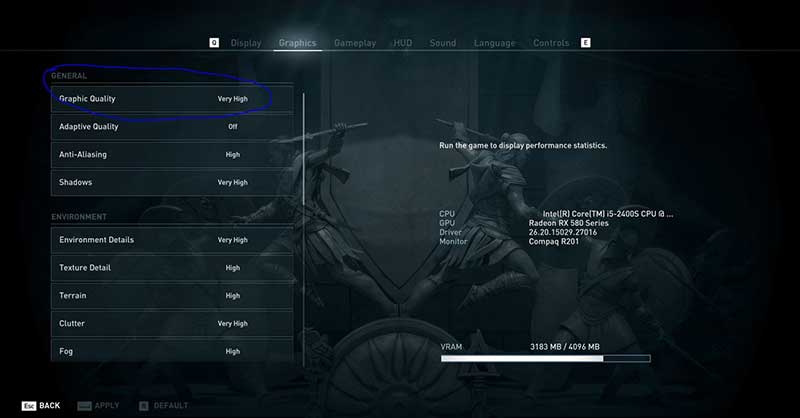 Q Display Graphics Gameplay HUD Sound Language Controls E
GENERAL
Graphic Quality Very High
Adaptive Quality Off
Anti-Aliasing High
Shadows Very High
ENVIRONMENT
Environment Details Very High
Texture Detail High
Terrain High
Clutter Very High
Fog High
Run the game to display performance statistics.
CPU Intel(R) Core(TM) i5-2400S CPU @ ...
GPU Radeon RX 580 Series
Driver 26.20.15029.27016
Monitor Compaq R201
VRAM 3183 MB / 4096 MB
Esc BACK APPLY R DEFAULT